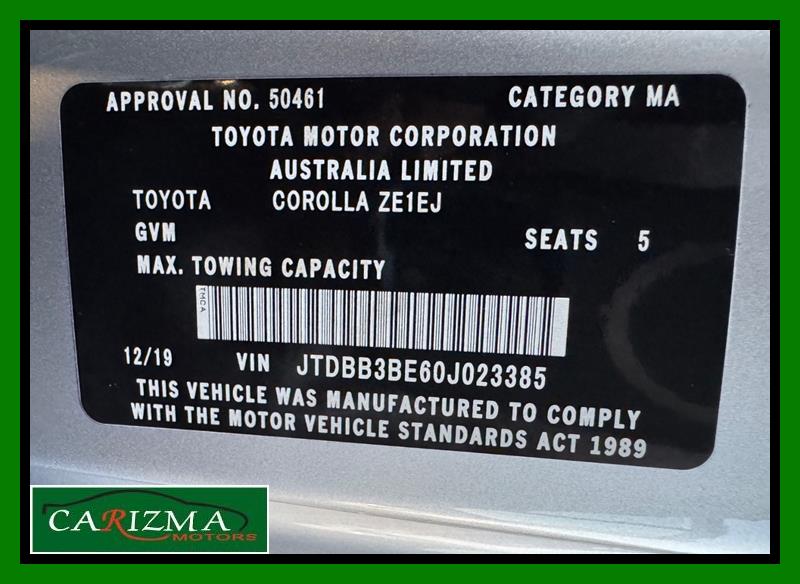 APPROVAL NO. 50461 CATEGORY MA
TOYOTA MOTOR CORPORATION
AUSTRALIA LIMITED
TOYOTA COROLLA ZE1EJ
GVM SEATS 5
MAX. TOWING CAPACITY
TMCA
12/19 VIN JTDBB3BE60J023385
THIS VEHICLE WAS MANUFACTURED TO COMPLY
WITH THE MOTOR VEHICLE STANDARDS ACT 1989
CARIZMA
MOTORS